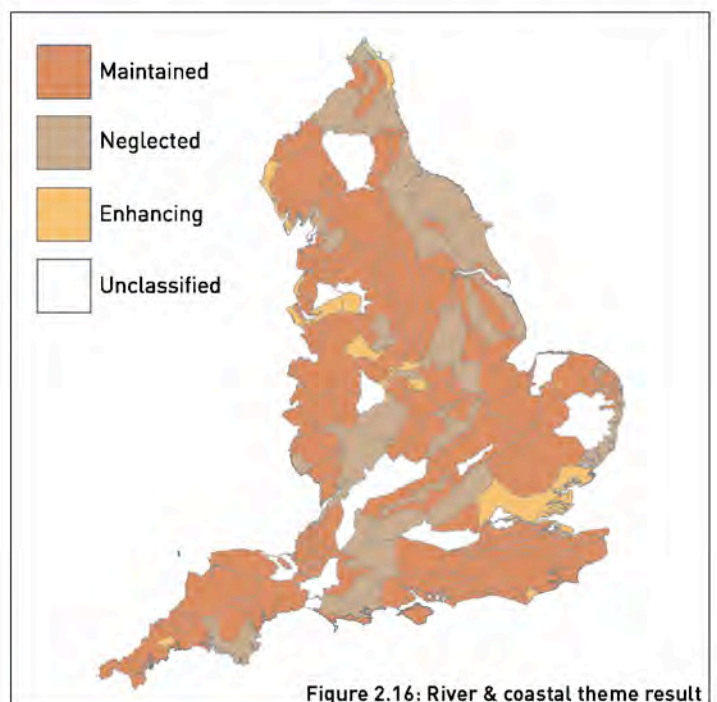 Maintained
Neglected
Enhancing
Unclassified
Figure 2.16: River & coastal theme result